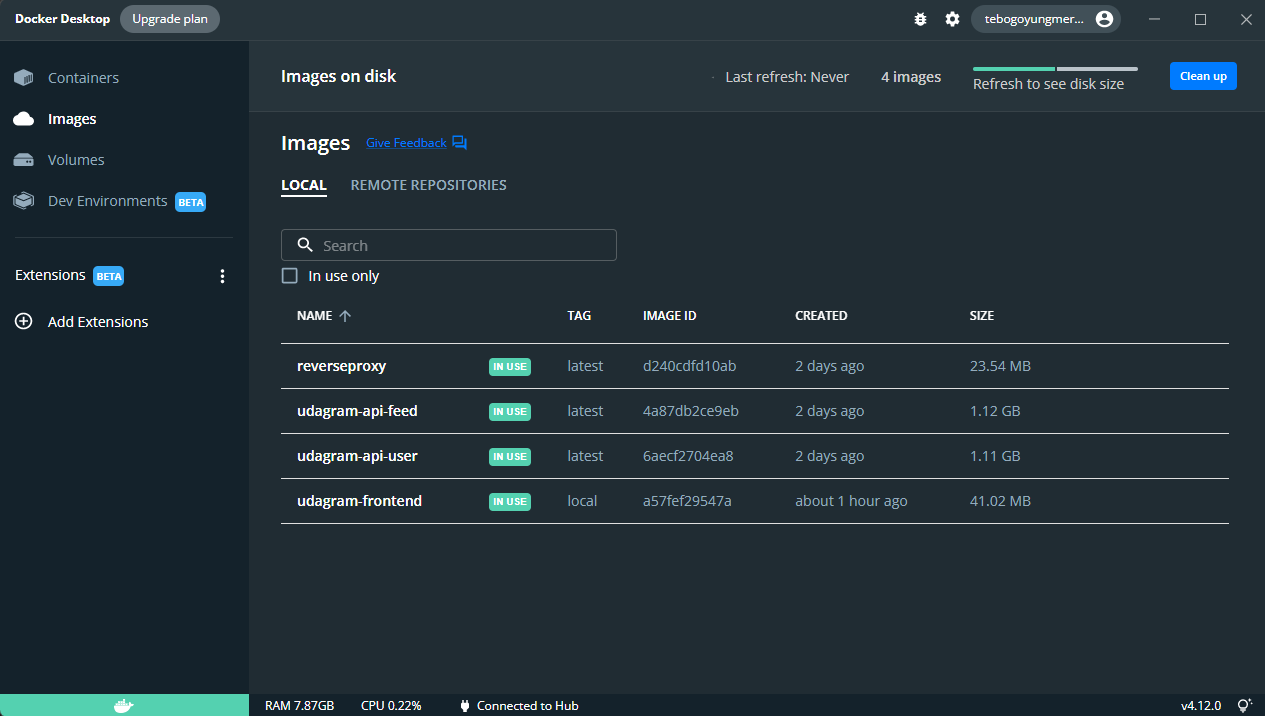 Docker Desktop Upgrade plan tebogoyungmer...
Containers
Images
Volumes
Dev Environments BETA
Extensions BETA
Add Extensions
Images on disk Last refresh: Never 4 images Refresh to see disk size Clean up
Images Give Feedback
LOCAL REMOTE REPOSITORIES
Search
In use only
NAME TAG IMAGE ID CREATED SIZE
reverseproxy IN USE latest d240cdfd10ab 2 days ago 23.54 MB
udagram-api-feed IN USE latest 4a87db2ce9eb 2 days ago 1.12 GB
udagram-api-user IN USE latest 6aecf2704ea8 2 days ago 1.11 GB
udagram-frontend IN USE local a57fef29547a about 1 hour ago 41.02 MB
RAM 7.87GB CPU 0.22% Connected to Hub v4.12.0